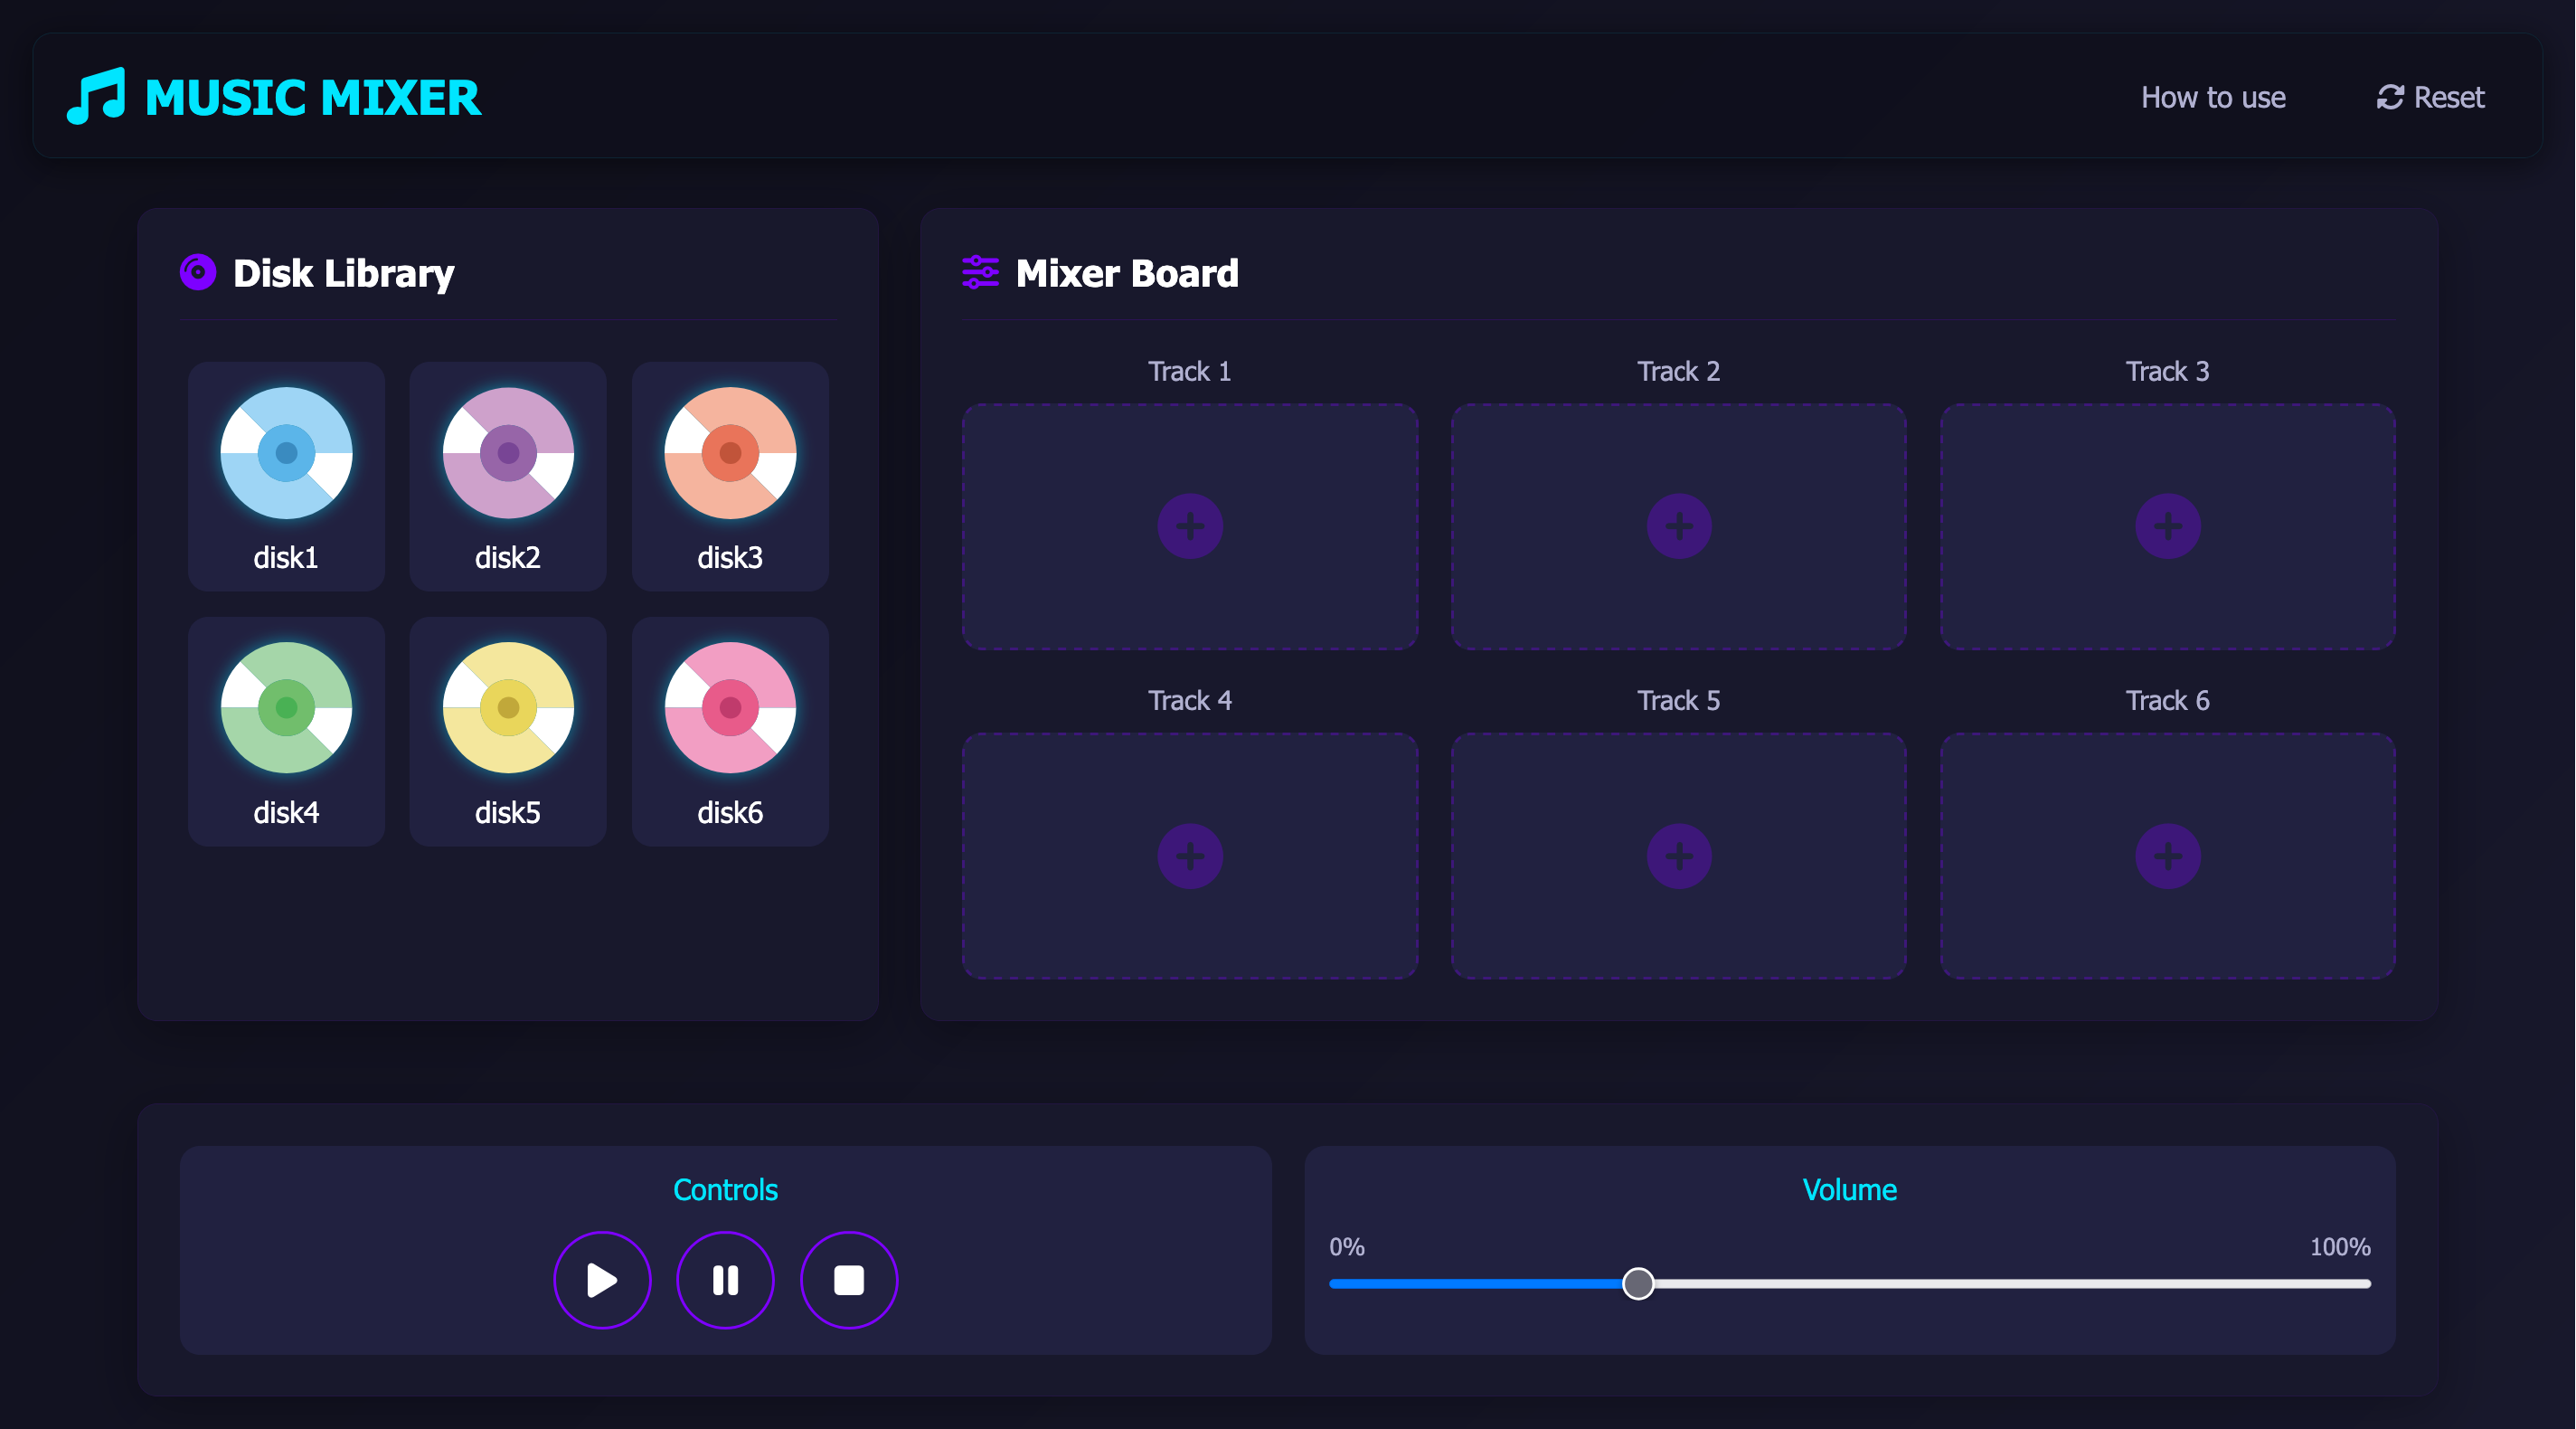 MUSIC MIXER
How to use
Reset
Disk Library
disk1
disk2
disk3
disk4
disk5
disk6
Mixer Board
Track 1
Track 2
Track 3
Track 4
Track 5
Track 6
Controls
Volume
0%
100%